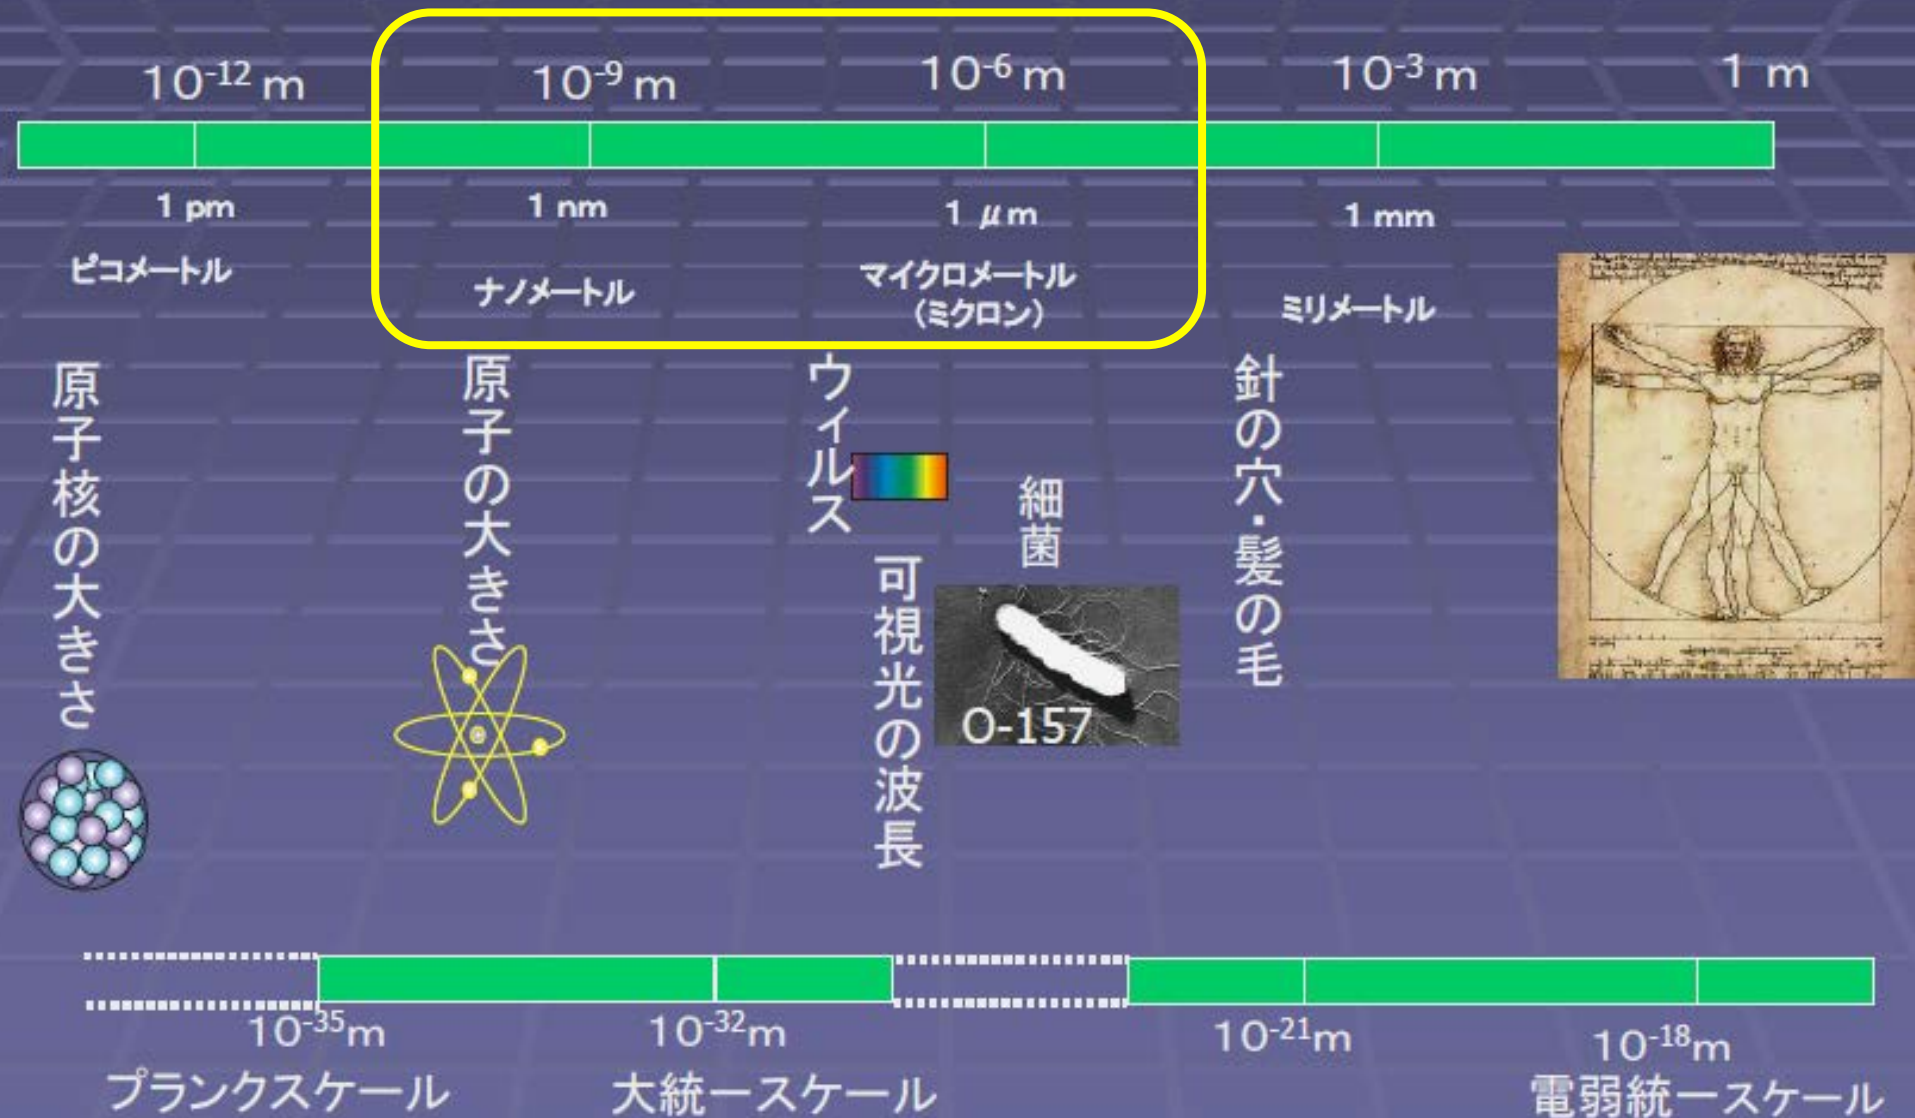 10⁻¹² m
10⁻⁹ m
10⁻⁶ m
10⁻³ m
1 m
1 pm
1 nm
1 μm
1 mm
ピコメートル
ナノメートル
マイクロメートル
（ミクロン）
ミリメートル
原子核の大きさ
原子の大きさ
ウィルス
可視光の波長
細菌
O-157
針の穴・髪の毛
10⁻³⁵m
10⁻³²m
10⁻²¹m
10⁻¹⁸m
プランクスケール
大統一スケール
電弱統一スケール